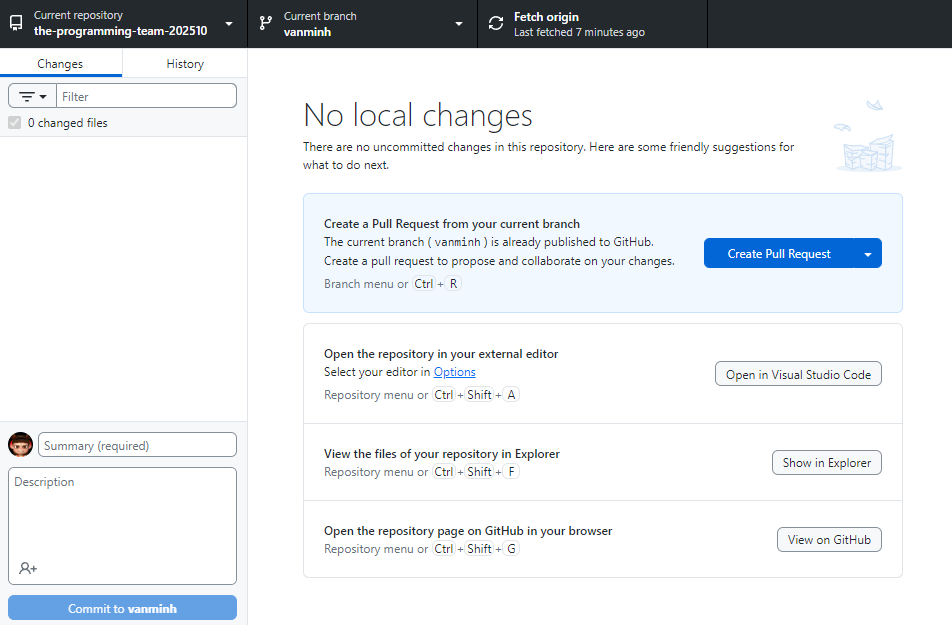 Current repository
the-programming-team-202510
Current branch
vanminh
Fetch origin
Last fetched 7 minutes ago
Changes
History
Filter
0 changed files
No local changes
There are no uncommitted changes in this repository. Here are some friendly suggestions for
what to do next.
Create a Pull Request from your current branch
The current branch ( vanminh ) is already published to GitHub.
Create a pull request to propose and collaborate on your changes.
Branch menu or Ctrl + R
Create Pull Request
Open the repository in your external editor
Select your editor in Options
Repository menu or Ctrl + Shift + A
Open in Visual Studio Code
View the files of your repository in Explorer
Repository menu or Ctrl + Shift + F
Show in Explorer
Open the repository page on GitHub in your browser
Repository menu or Ctrl + Shift + G
View on GitHub
Summary (required)
Description
Commit to vanminh